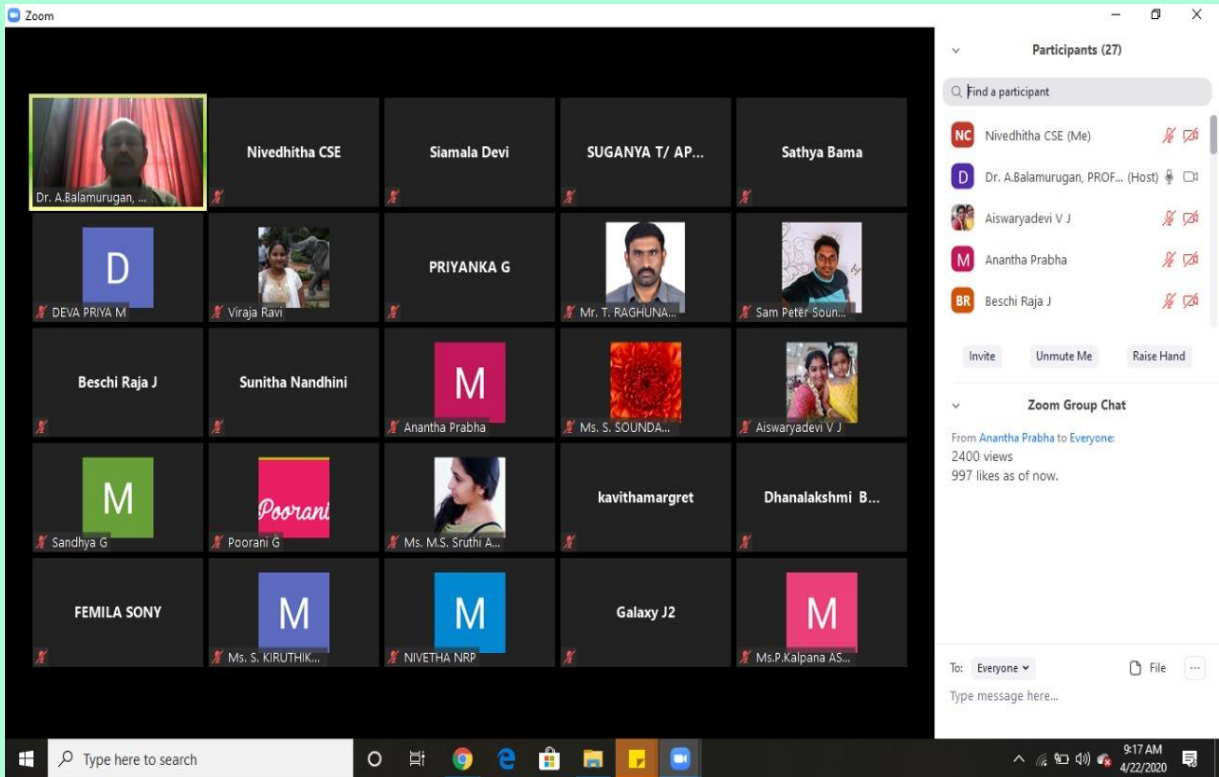 Zoom
Dr. A.Balamurugan, ...
Nivedhitha CSE
Siamala Devi
SUGANYA T/ AP...
Sathya Bama
D
DEVA PRIYA M
Viraja Ravi
PRIYANKA G
Mr. T. RAGHUNA...
Sam Peter Soun...
Beschi Raja J
Sunitha Nandhini
M
Anantha Prabha
Ms. S. SOUNDA...
Aiswaryadevi V J
M
Sandhya G
Poorani
Poorani G
Ms. M.S. Sruthi A...
kavithamargret
Dhanalakshmi B...
FEMILA SONY
M
Ms. S. KIRUTHIK...
M
NIVETHA NRP
Galaxy J2
M
Ms.P.Kalpana AS...
Participants (27)
Find a participant
NC Nivedhitha CSE (Me)
D Dr. A.Balamurugan, PROF... (Host)
Aiswaryadevi V J
M Anantha Prabha
BR Beschi Raja J
Invite Unmute Me Raise Hand
Zoom Group Chat
From Anantha Prabha to Everyone:
2400 views
997 likes as of now.
To: Everyone File ...
Type message here...
Type here to search
9:17 AM
4/22/2020